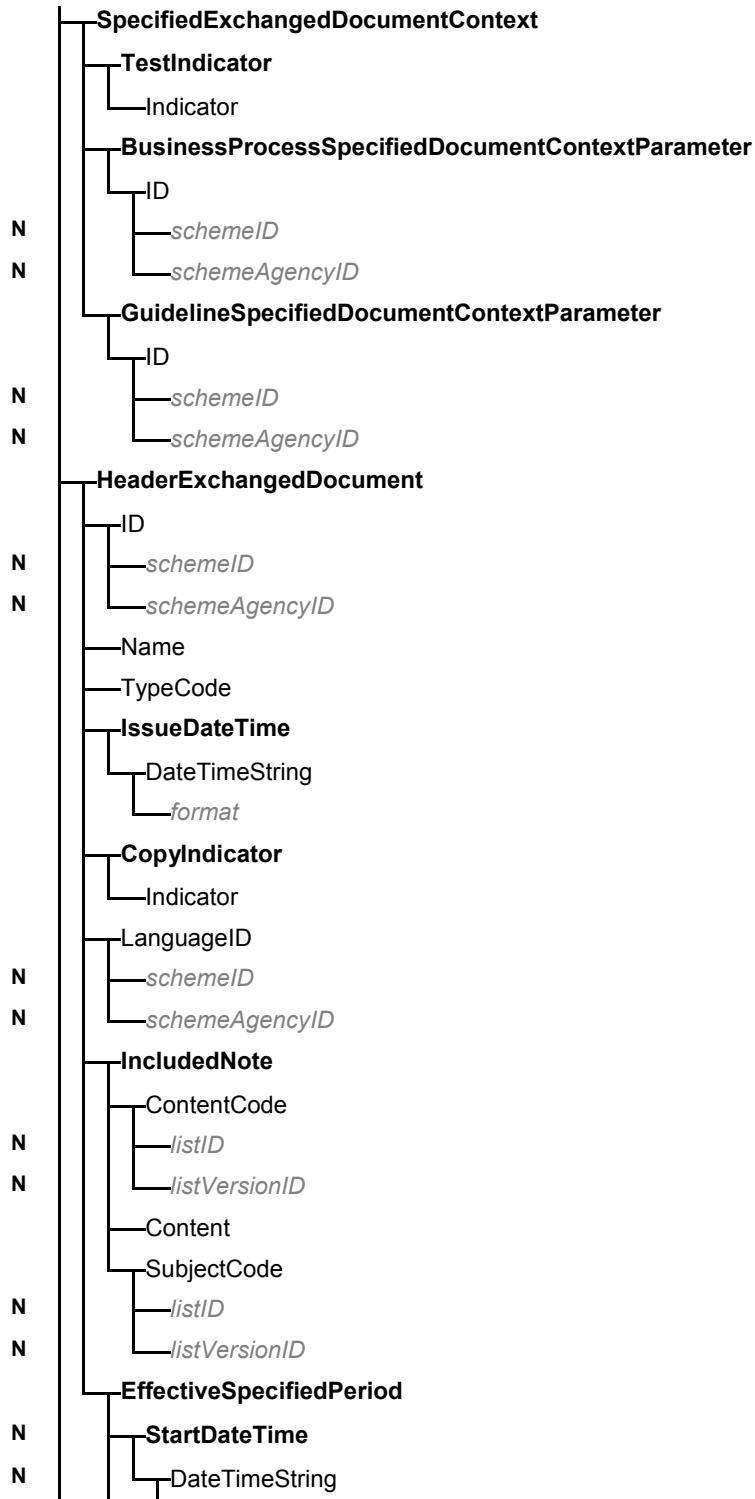 SpecifiedExchangedDocumentContext
TestIndicator
Indicator
BusinessProcessSpecifiedDocumentContextParameter
ID
N schemeID
N schemeAgencyID
GuidelineSpecifiedDocumentContextParameter
ID
N schemeID
N schemeAgencyID
HeaderExchangedDocument
ID
N schemeID
N schemeAgencyID
Name
TypeCode
IssueDateTime
DateTimeString
format
CopyIndicator
Indicator
LanguageID
N schemeID
N schemeAgencyID
IncludedNote
ContentCode
N listID
N listVersionID
Content
SubjectCode
N listID
N listVersionID
EffectiveSpecifiedPeriod
N StartDateTime
N DateTimeString